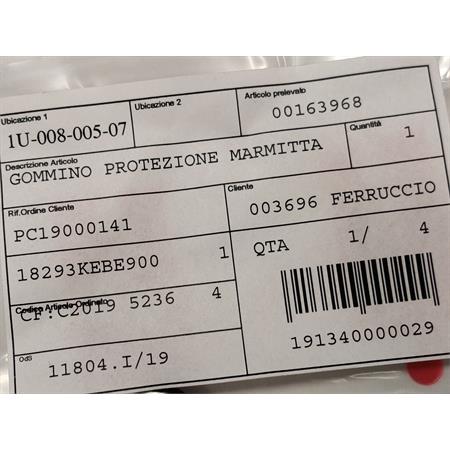 Ubicazione 1
1U-008-005-07
Ubicazione 2
Articolo prelevato
00163968
Descrizione Articolo
GOMMINO PROTEZIONE MARMITTA
Quantità
1
Rif.Ordine Cliente
PC19000141
Cliente
003696 FERRUCCIO
18293KEBE900 1
QTA 1/ 4
Codice Articolo Ordinato
CF:C2019 5236 4
191340000029
OdS
11804.I/19